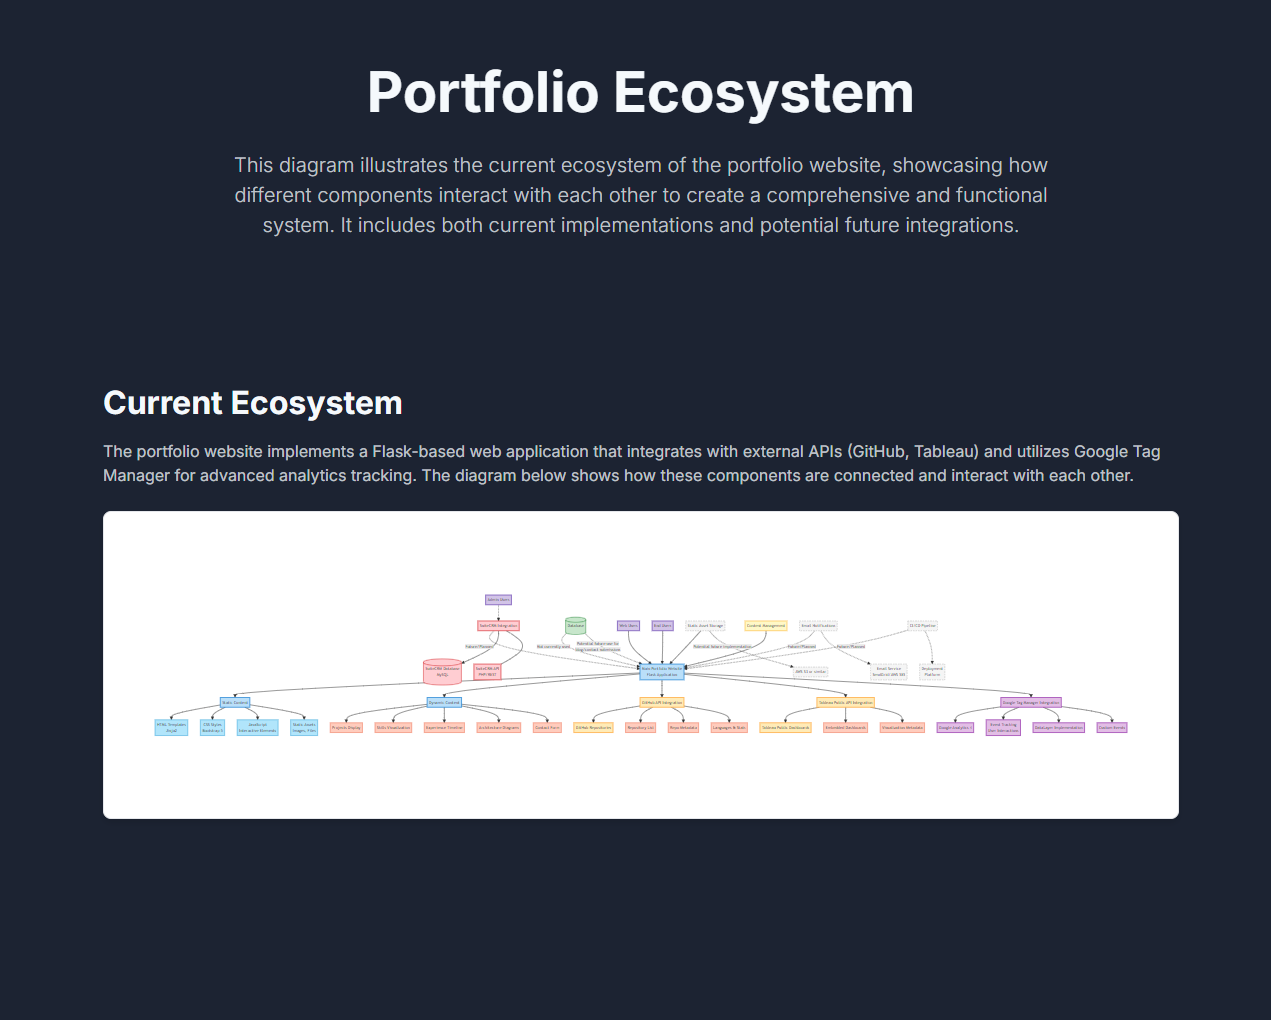 Portfolio Ecosystem
This diagram illustrates the current ecosystem of the portfolio website, showcasing how
different components interact with each other to create a comprehensive and functional
system. It includes both current implementations and potential future integrations.
Current Ecosystem
The portfolio website implements a Flask-based web application that integrates with external APIs (GitHub, Tableau) and utilizes Google Tag
Manager for advanced analytics tracking. The diagram below shows how these components are connected and interact with each other.
Admin Users
SuiteCRM Integration
Database
Web Users
End Users
Static Asset Storage
Content Management
Email Notifications
CI/CD Pipeline
Future/Planned
Not currently used
Potential future implementation
Future/Planned
Future/Planned
SuiteCRM Database
MySQL
SuiteCRM API
PHP/REST
Portfolio Website
Flask Application
AWS S3 or similar
Email Service
SendGrid/AWS SES
Deployment
Platform
Static Content
Dynamic Content
GitHub API Integration
Tableau Public API Integration
Google Tag Manager Integration
HTML Templates
Jinja2
CSS Styles
Bootstrap 5
JavaScript
Interactive Elements
Static Assets
Images, Files
Projects Display
Skills Visualization
Experience Timeline
Architecture Diagrams
Contact Form
GitHub Repositories
Repository List
Repo Metadata
Languages & Stats
Tableau Public Dashboards
Embedded Dashboards
Visualization Metadata
Google Analytics 4
Event Tracking
User Interactions
DataLayer Implementation
Custom Events